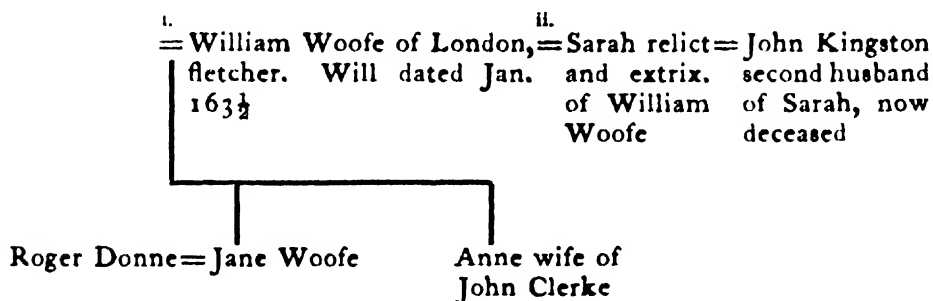 i. ii.
=William Woofe of London,=Sarah relict=John Kingston
fletcher. Will dated Jan. and extrix. second husband
163½ of William of Sarah, now
Woofe deceased
Roger Donne=Jane Woofe Anne wife of
John Clerke